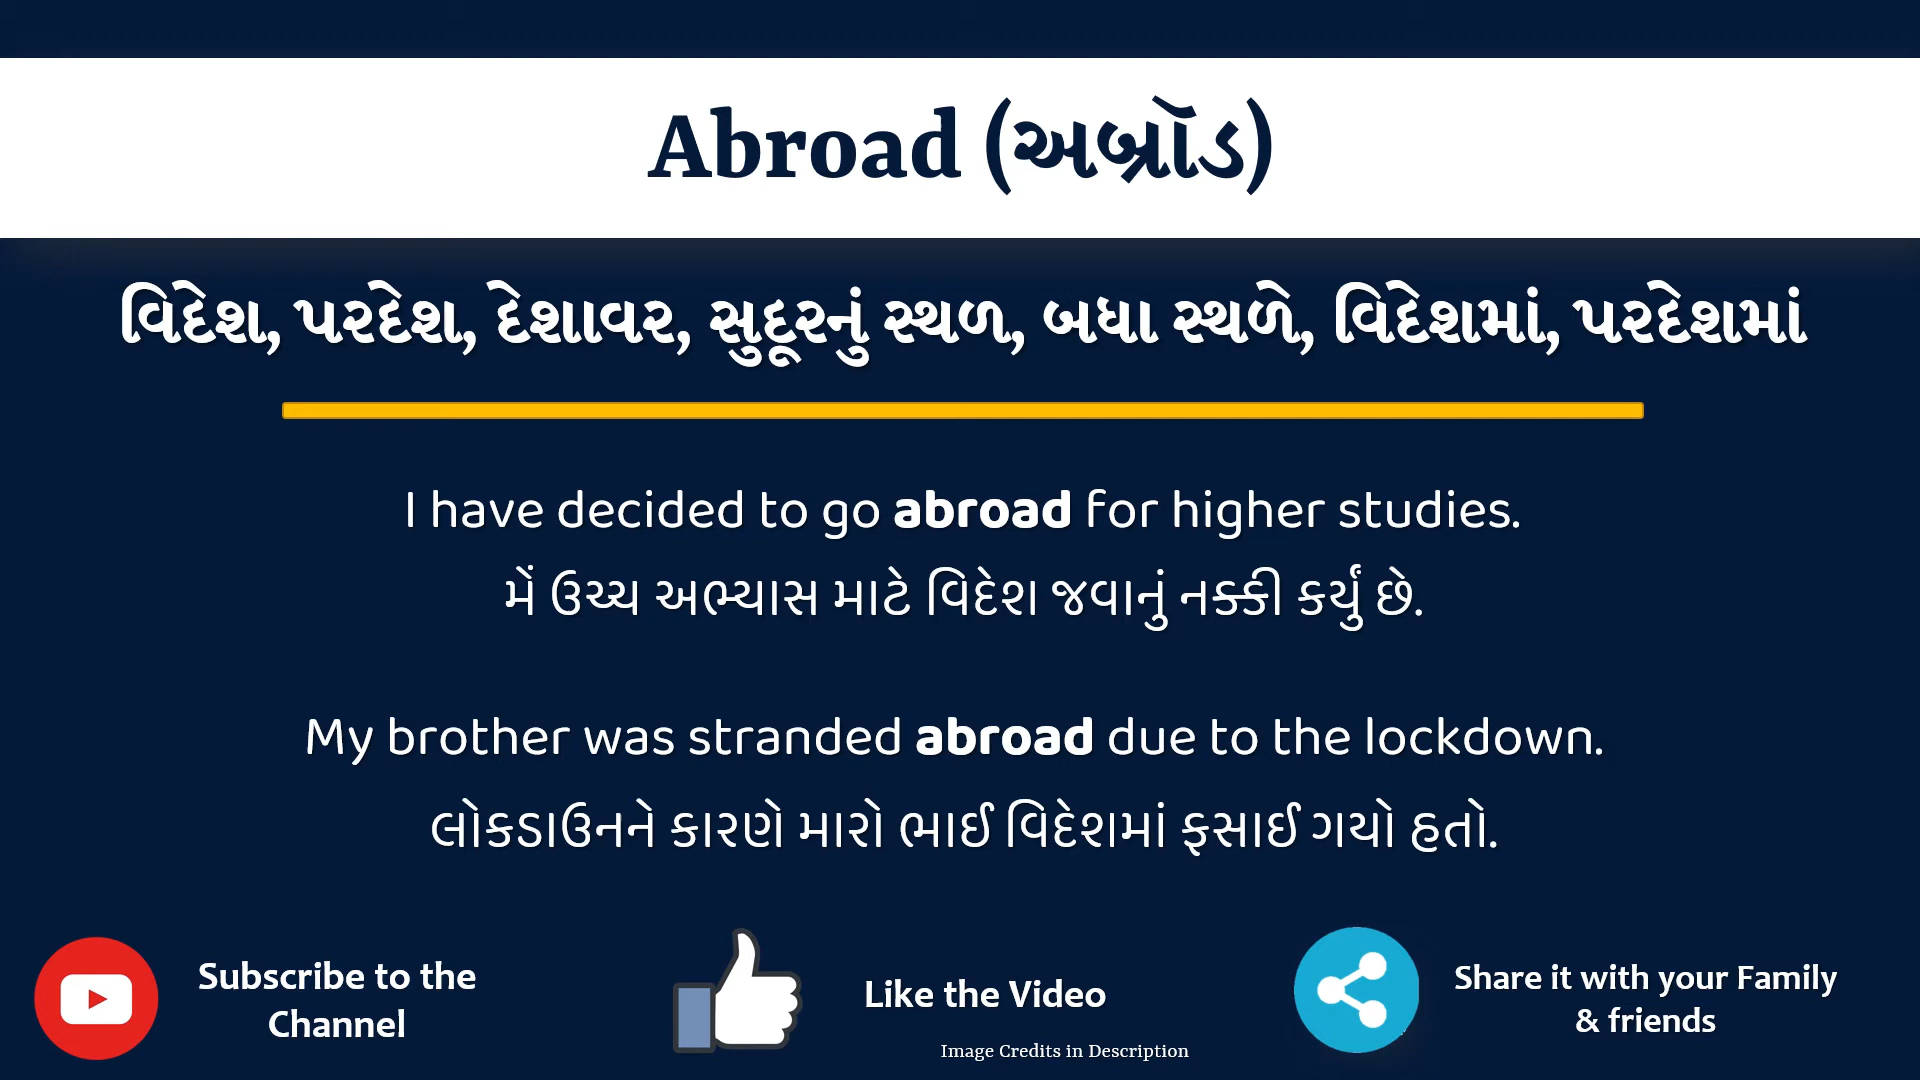 Abroad (અબ્રૉડ)
વિદેશ, પરદેશ, દેશાવર, સુદૂરનું સ્થળ, બધા સ્થળે, વિદેશમાં, પરદેશમાં
I have decided to go abroad for higher studies.
મેં ઉચ્ચ અભ્યાસ માટે વિદેશ જવાનું નક્કી કર્યું છે.
My brother was stranded abroad due to the lockdown.
લોકડાઉનને કારણે મારો ભાઈ વિદેશમાં ફસાઈ ગયો હતો.
Subscribe to the
Channel
Like the Video
Share it with your Family
& friends
Image Credits in Description